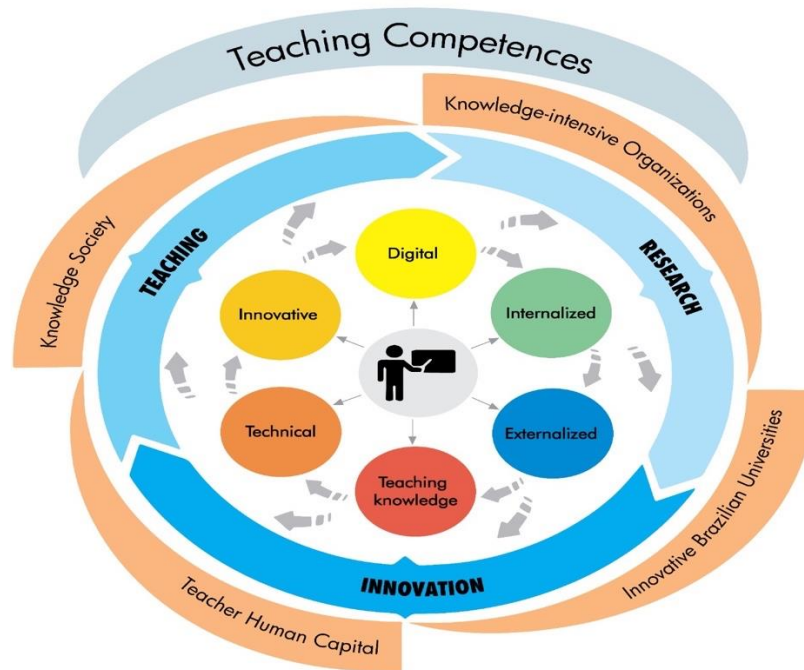 Teaching Competences
Knowledge-intensive Organizations
Knowledge Society
TEACHING
RESEARCH
Digital
Innovative
Internalized
Technical
Externalized
Teaching
knowledge
INNOVATION
Teacher Human Capital
Innovative Brazilian Universities